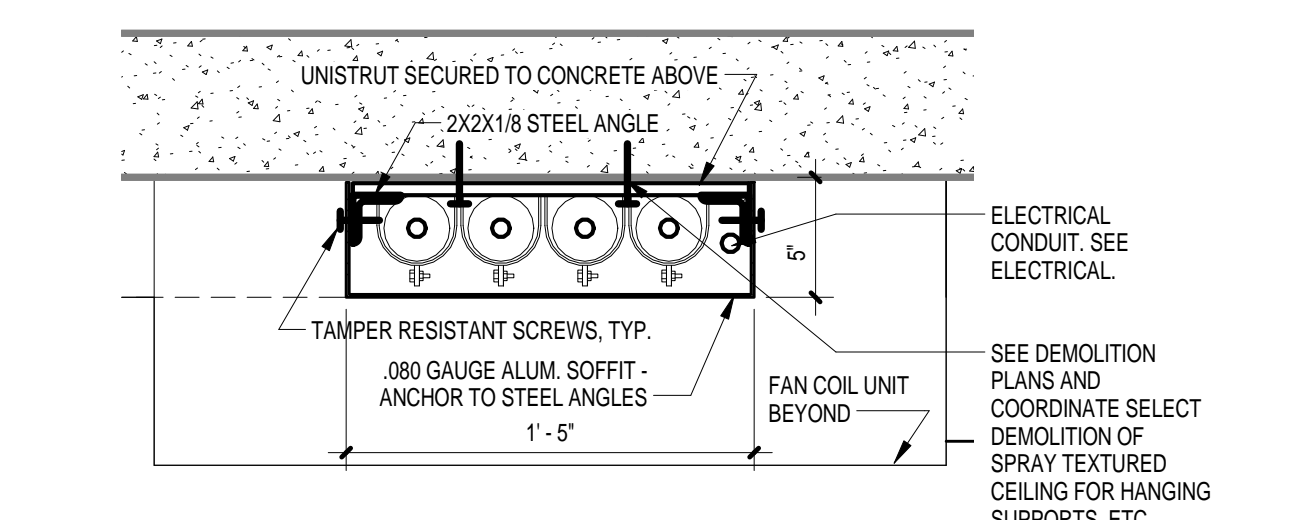 UNISTRUT SECURED TO CONCRETE ABOVE
2X2X1/8 STEEL ANGLE
ELECTRICAL
CONDUIT. SEE
ELECTRICAL.
5"
TAMPER RESISTANT SCREWS, TYP.
.080 GAUGE ALUM. SOFFIT -
ANCHOR TO STEEL ANGLES
1' - 5"
FAN COIL UNIT
BEYOND
SEE DEMOLITION
PLANS AND
COORDINATE SELECT
DEMOLITION OF
SPRAY TEXTURED
CEILING FOR HANGING
SUPPORTS, ETC